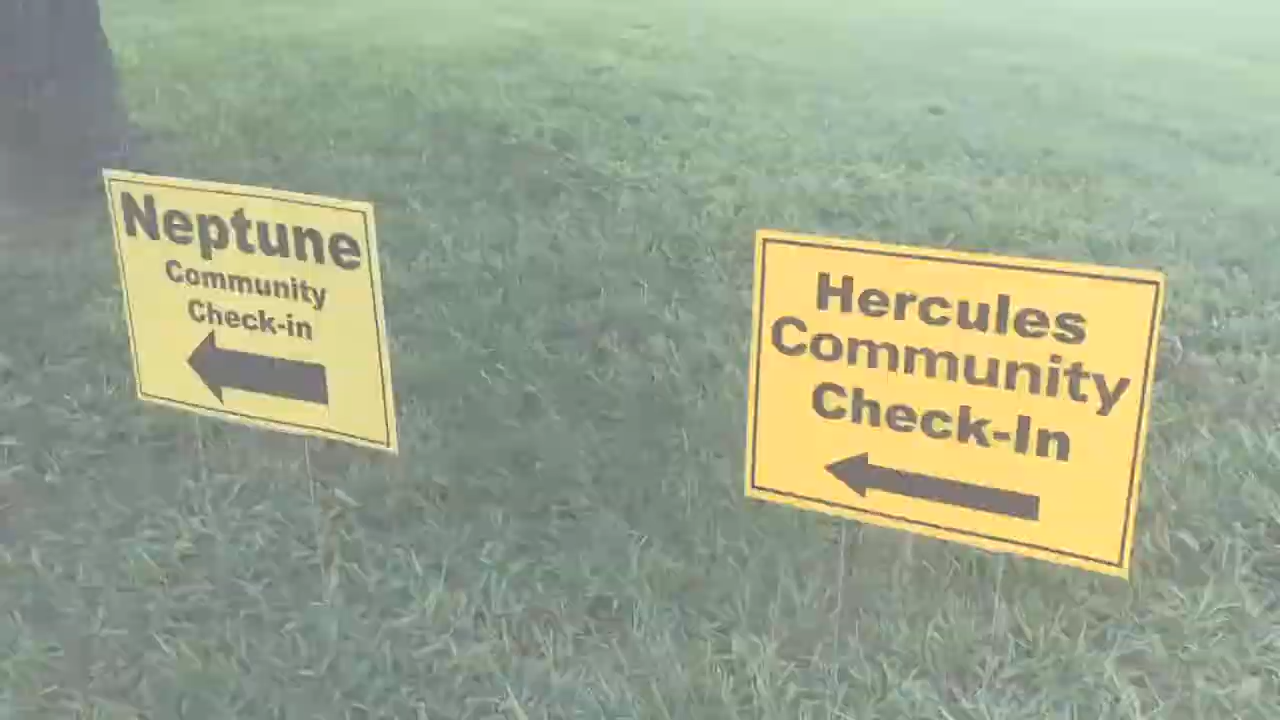 Neptune
Community
Check-in
Hercules
Community
Check-In